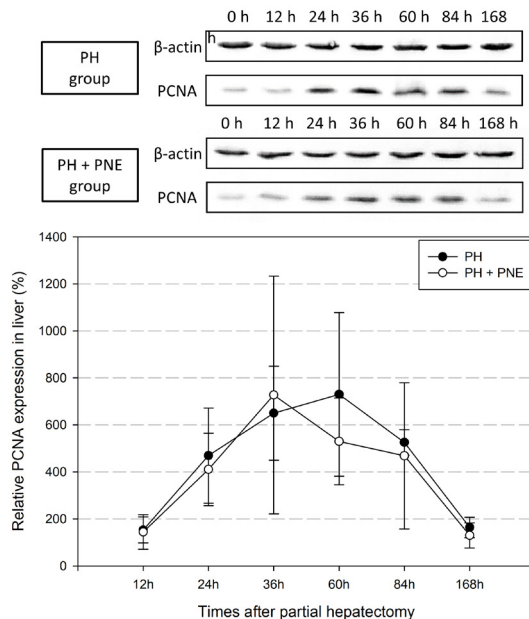 0 h 12 h 24 h 36 h 60 h 84 h 168
h
PH
group
β-actin
PCNA
0 h 12 h 24 h 36 h 60 h 84 h 168 h
PH + PNE
group
β-actin
PCNA
1400
1200
1000
800
600
400
200
0
Relative PCNA expression in liver (%)
PH
PH + PNE
12h 24h 36h 60h 84h 168h
Times after partial hepatectomy